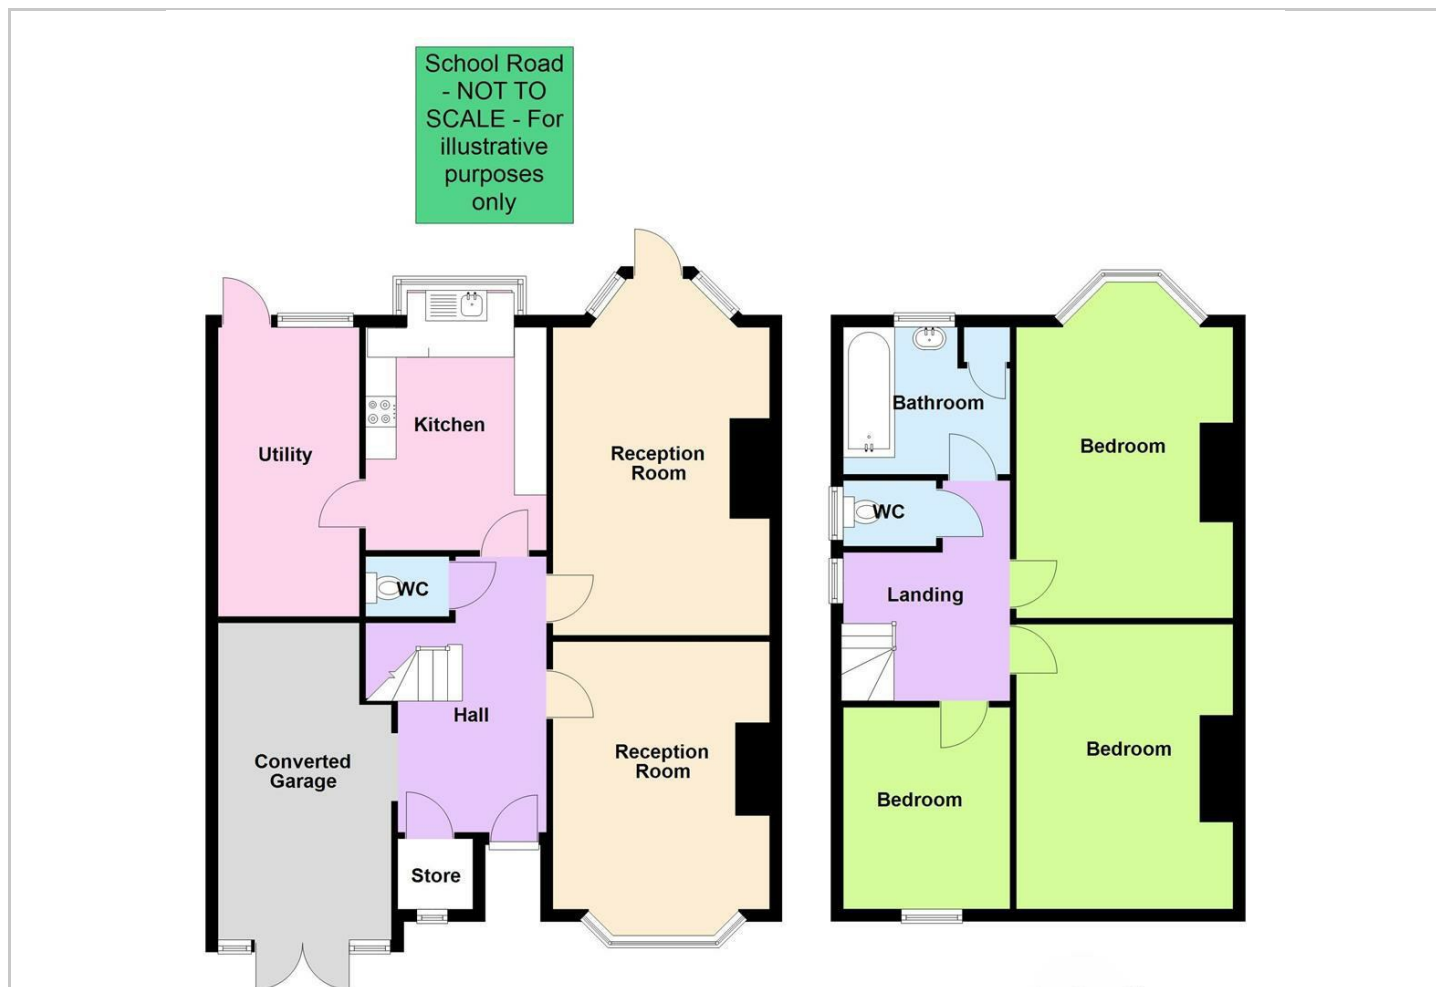 School Road
- NOT TO
SCALE - For
illustrative
purposes
only
Utility
Kitchen
Reception
Room
WC
Hall
Converted
Garage
Reception
Room
Store
Bathroom
Bedroom
WC
Landing
Bedroom
Bedroom